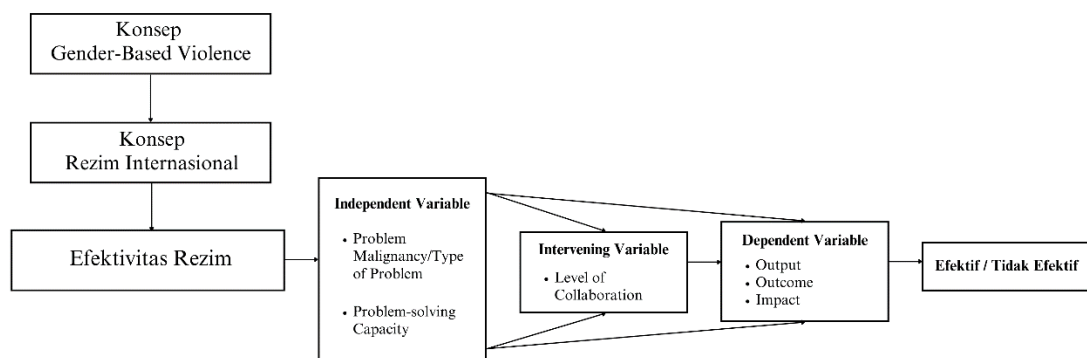 Konsep
Gender-Based Violence
Konsep
Rezim Internasional
Efektivitas Rezim
Independent Variable
• Problem
Malignancy/Type
of Problem
• Problem-solving
Capacity
Intervening Variable
• Level of
Collaboration
Dependent Variable
• Output
• Outcome
• Impact
Efektif / Tidak Efektif